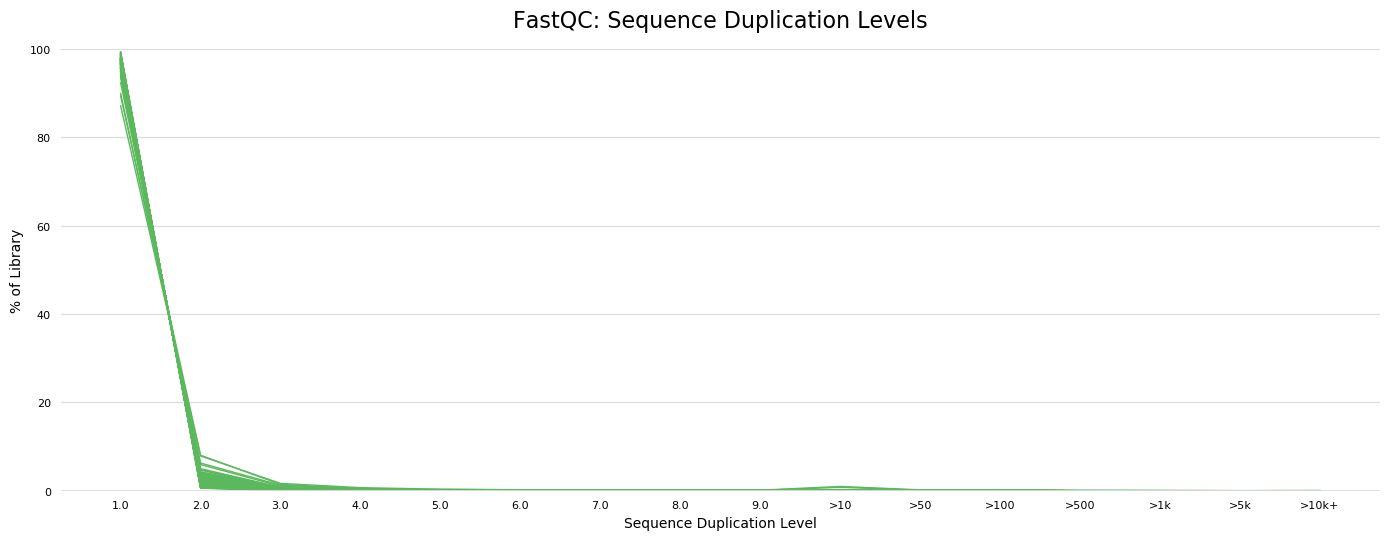 FastQC: Sequence Duplication Levels
100
80
60
40
20
0
% of Library
1.0 2.0 3.0 4.0 5.0 6.0 7.0 8.0 9.0 >10 >50 >100 >500 >1k >5k >10k+
Sequence Duplication Level